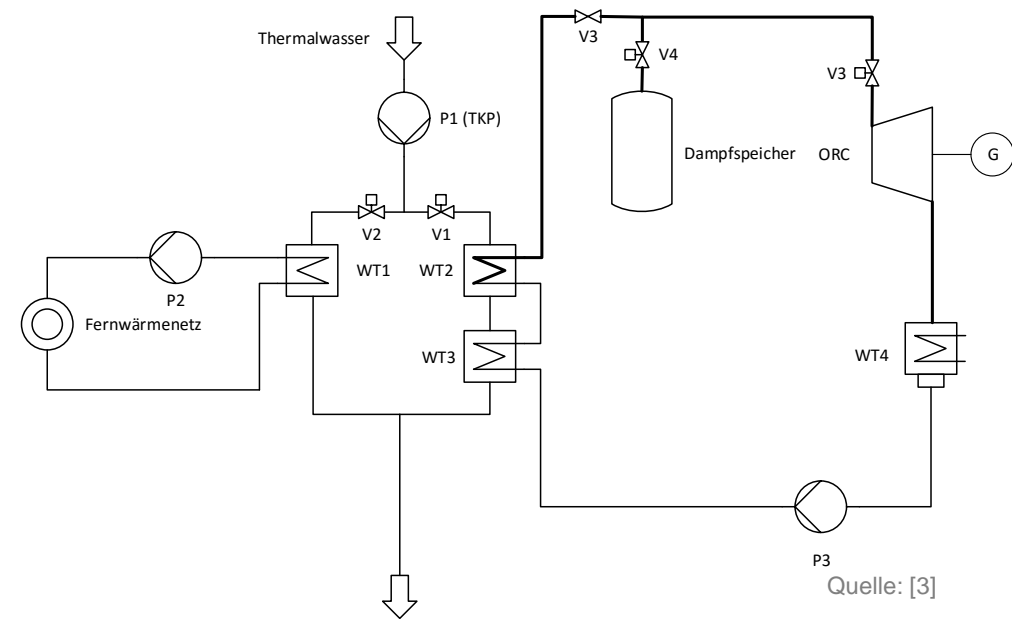 V3
Thermalwasser
V4
V3
P1 (TKP)
Dampfspeicher
ORC
G
V2
V1
WT1
WT2
P2
Fernwärmenetz
WT3
WT4
P3
Quelle: [3]